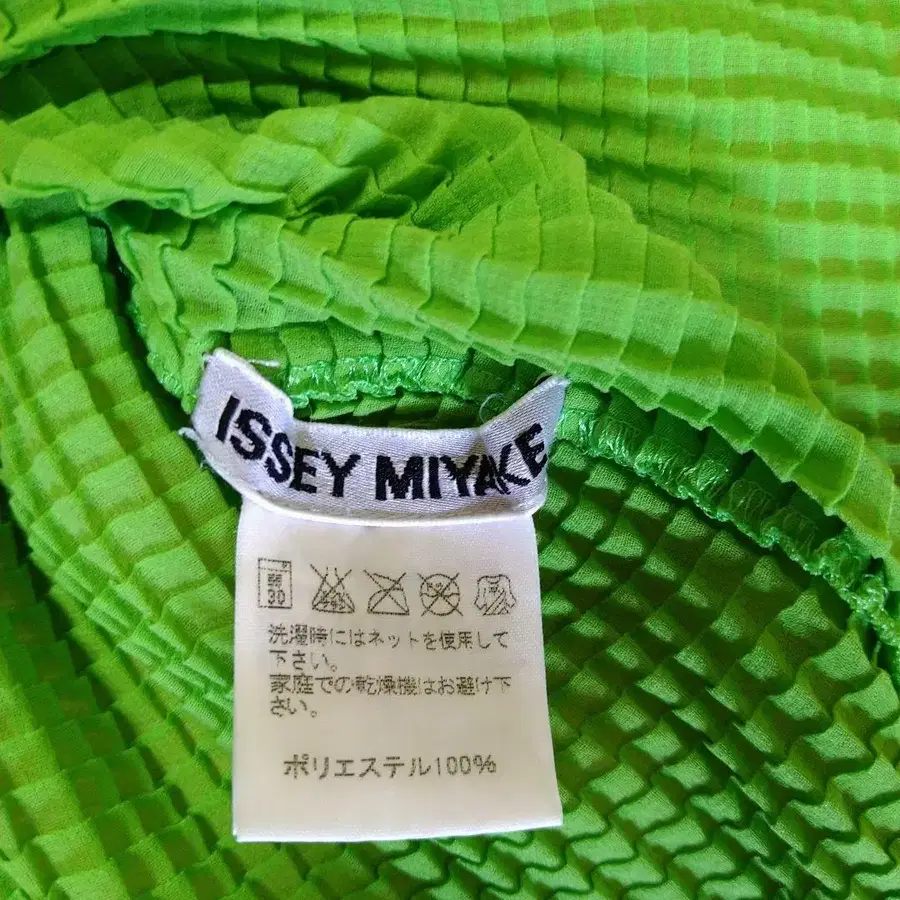 ISSEY MIYAKE
弱
30
洗濯時にはネットを使用して
下さい。
家庭での乾燥機はお避け下
さい。
ポリエステル100%